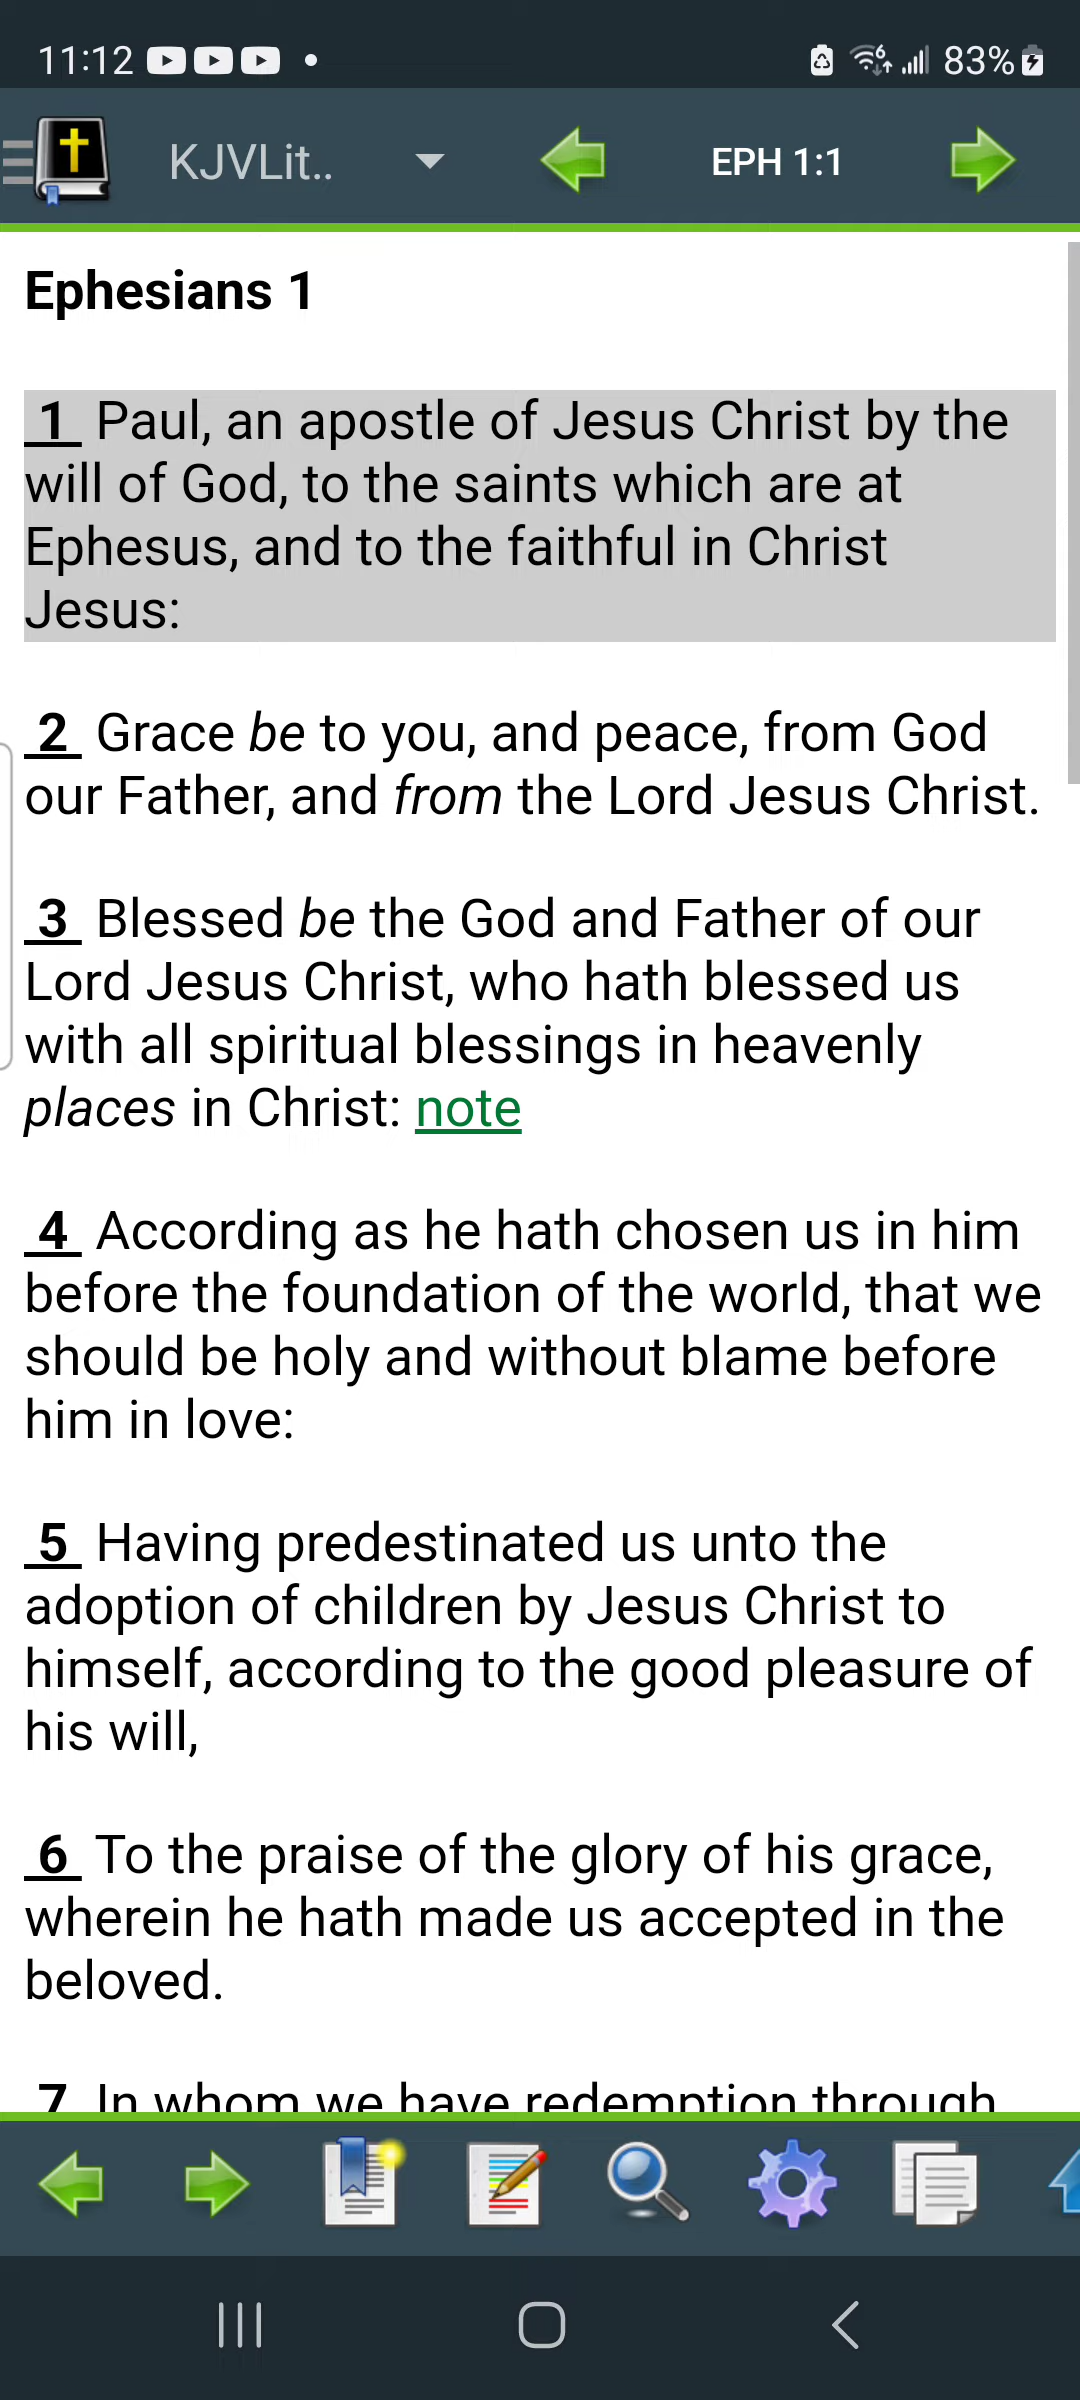 11:12 83%
KJVLit.. EPH 1:1
Ephesians 1
1 Paul, an apostle of Jesus Christ by the
will of God, to the saints which are at
Ephesus, and to the faithful in Christ
Jesus:
2 Grace be to you, and peace, from God
our Father, and from the Lord Jesus Christ.
3 Blessed be the God and Father of our
Lord Jesus Christ, who hath blessed us
with all spiritual blessings in heavenly
places in Christ: note
4 According as he hath chosen us in him
before the foundation of the world, that we
should be holy and without blame before
him in love:
5 Having predestinated us unto the
adoption of children by Jesus Christ to
himself, according to the good pleasure of
his will,
6 To the praise of the glory of his grace,
wherein he hath made us accepted in the
beloved.
7 In whom we have redemption through